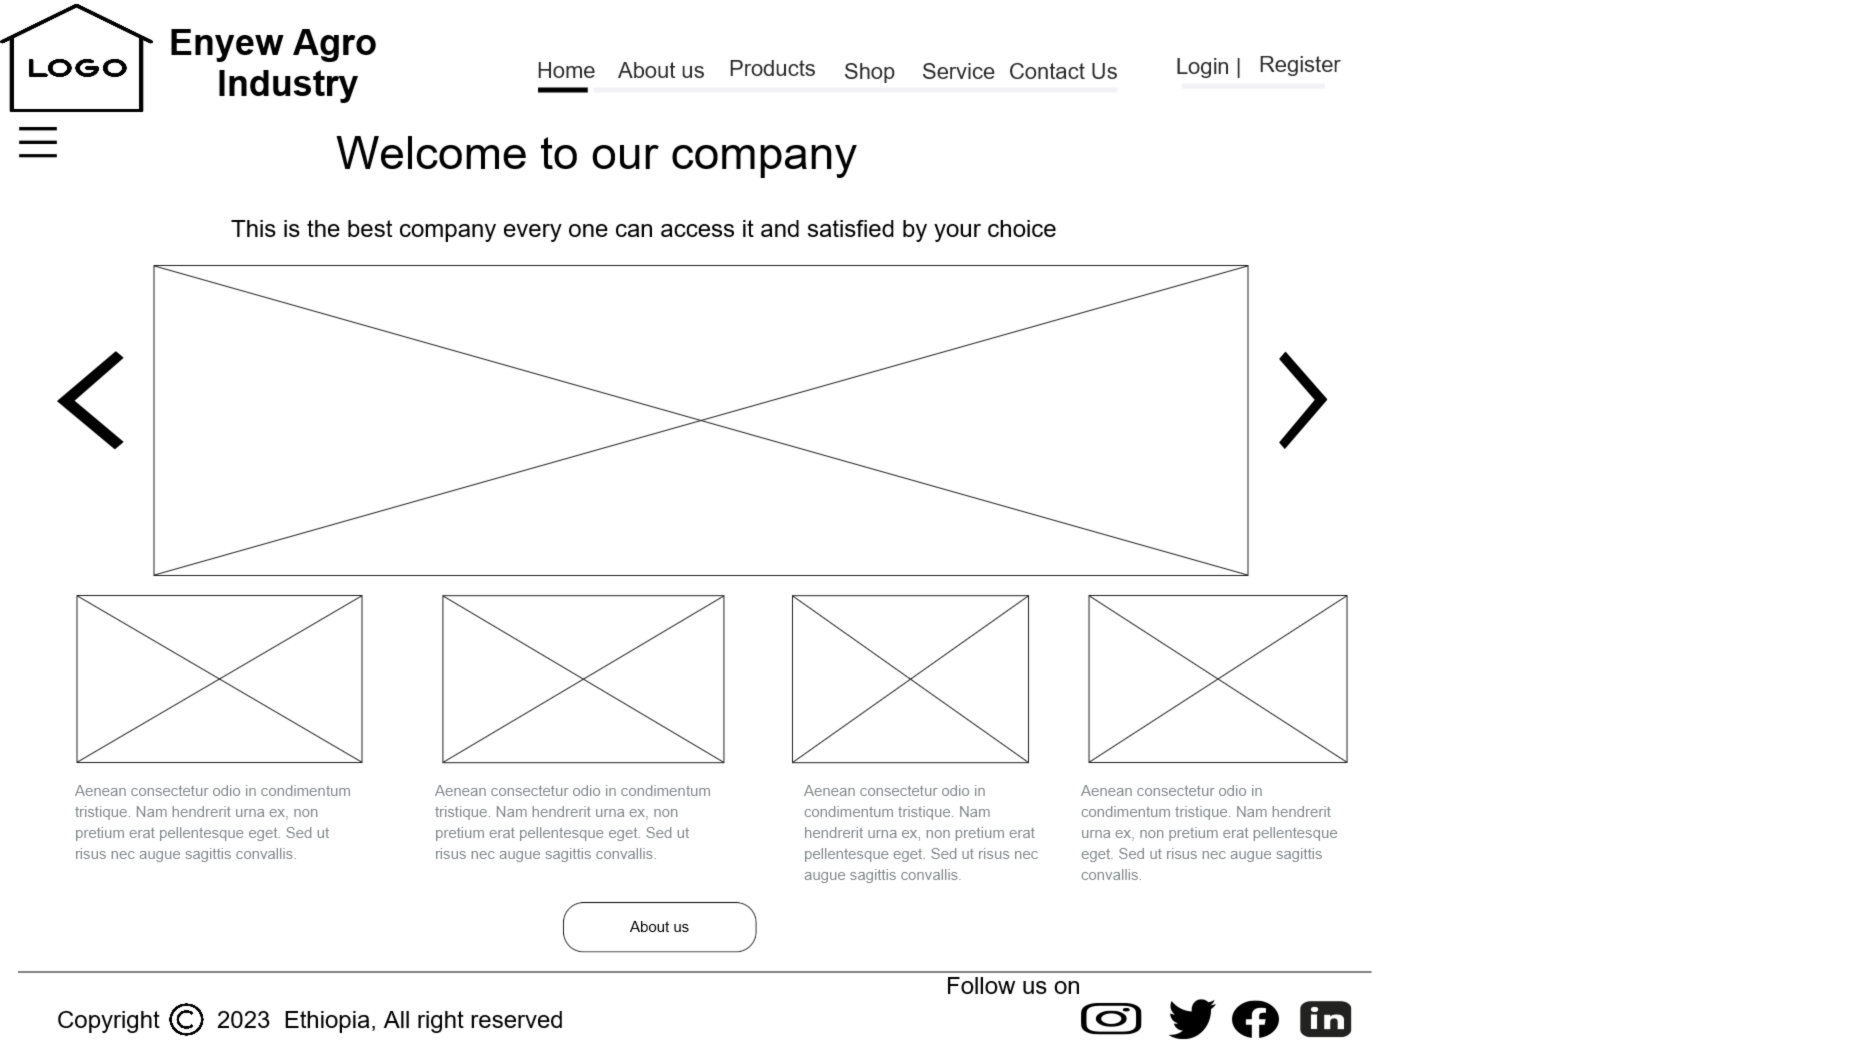 LOGO
Enyew Agro
Industry
Home About us Products Shop Service Contact Us Login | Register
Welcome to our company
This is the best company every one can access it and satisfied by your choice
Aenean consectetur odio in condimentum
tristique. Nam hendrerit urna ex, non
pretium erat pellentesque eget. Sed ut
risus nec augue sagittis convallis.
Aenean consectetur odio in condimentum
tristique. Nam hendrerit urna ex, non
pretium erat pellentesque eget. Sed ut
risus nec augue sagittis convallis.
Aenean consectetur odio in
condimentum tristique. Nam
hendrerit urna ex, non pretium erat
pellentesque eget. Sed ut risus nec
augue sagittis convallis.
Aenean consectetur odio in
condimentum tristique. Nam hendrerit
urna ex, non pretium erat pellentesque
eget. Sed ut risus nec augue sagittis
convallis.
About us
Follow us on
Copyright © 2023 Ethiopia, All right reserved
in